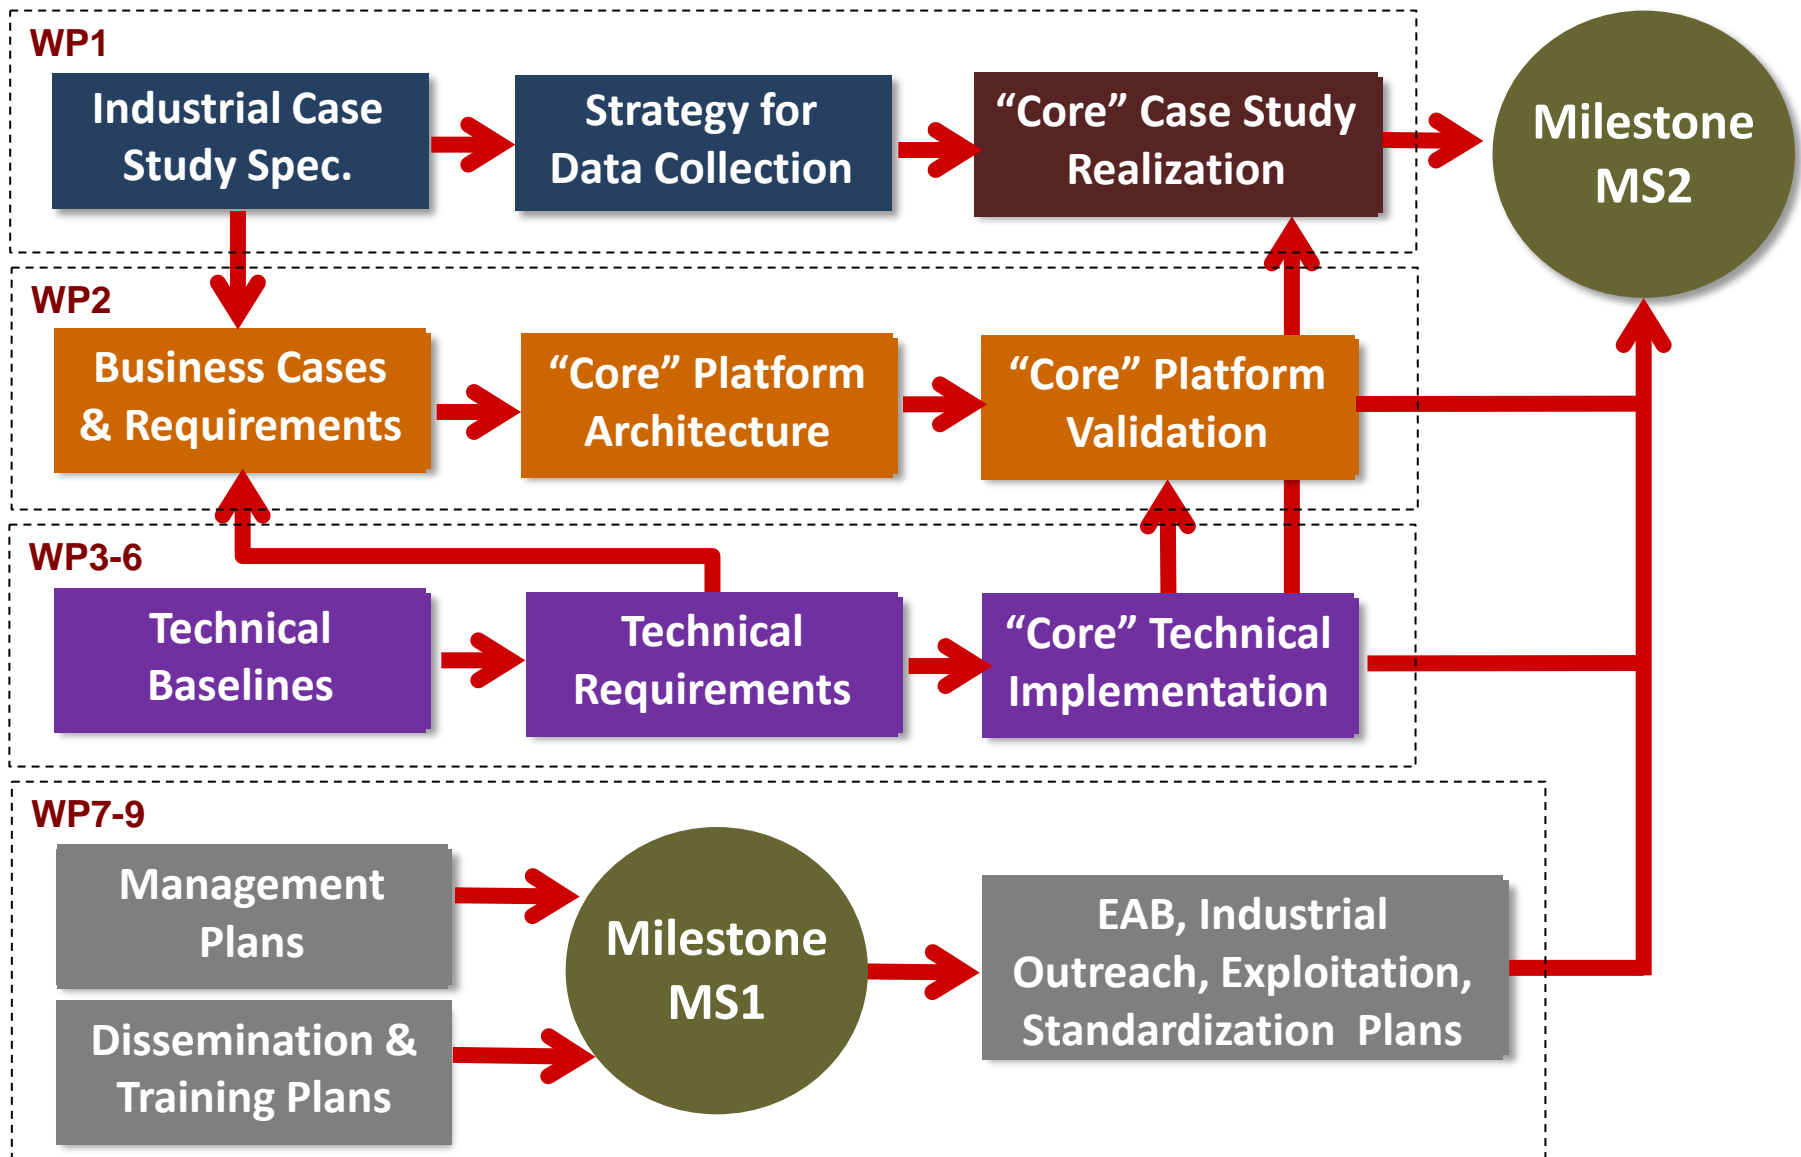 WP1
Industrial Case
Study Spec.
Strategy for
Data Collection
“Core” Case Study
Realization
Milestone
MS2
WP2
Business Cases
& Requirements
“Core” Platform
Architecture
“Core” Platform
Validation
WP3-6
Technical
Baselines
Technical
Requirements
“Core” Technical
Implementation
WP7-9
Management
Plans
Dissemination &
Training Plans
Milestone
MS1
EAB, Industrial
Outreach, Exploitation,
Standardization  Plans